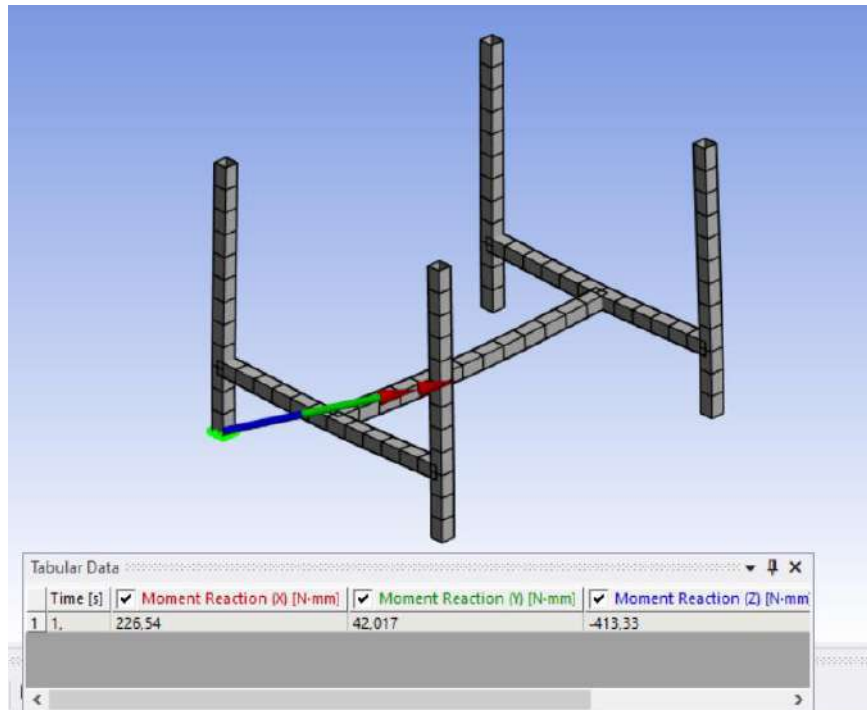 Tabular Data
Time [s] Moment Reaction (X) [N·mm] Moment Reaction (Y) [N·mm] Moment Reaction (Z) [N·mm]
1 1, 226,54 42,017 -413,33